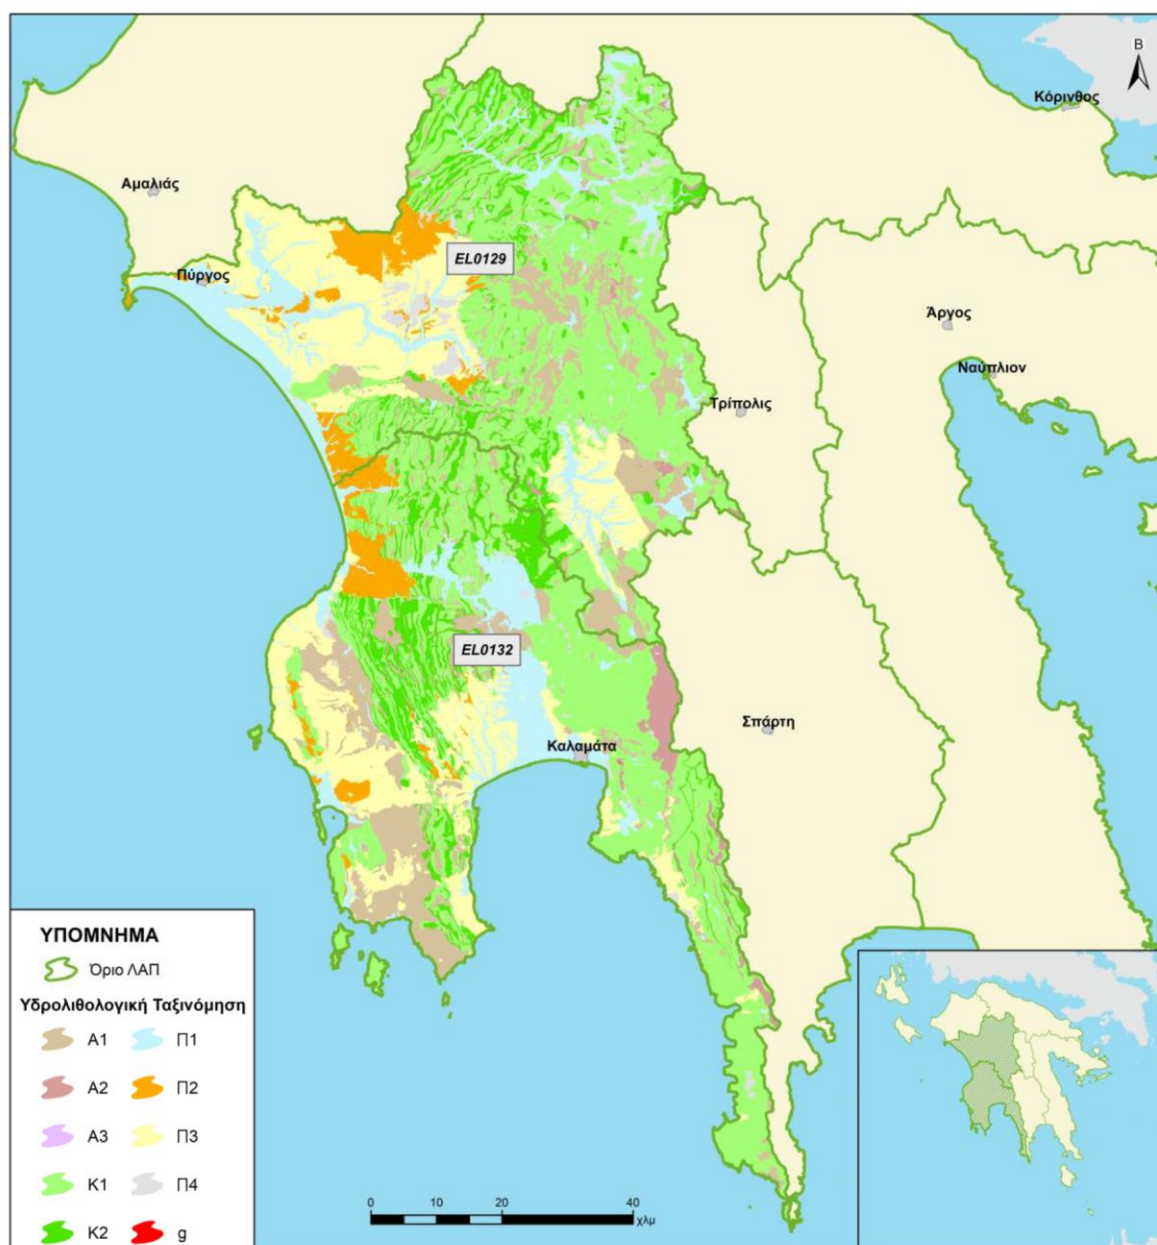 Β
Κόρινθος
Αμαλιάς
EL0129
Πύργος
Άργος
Ναύπλιον
Τρίπολις
EL0132
Σπάρτη
Καλαμάτα
ΥΠΟΜΝΗΜΑ
Όριο ΛΑΠ
Υδρολιθολογική Ταξινόμηση
Α1 Π1
Α2 Π2
Α3 Π3
Κ1 Π4
Κ2 g
0 10 20 40
χλμ